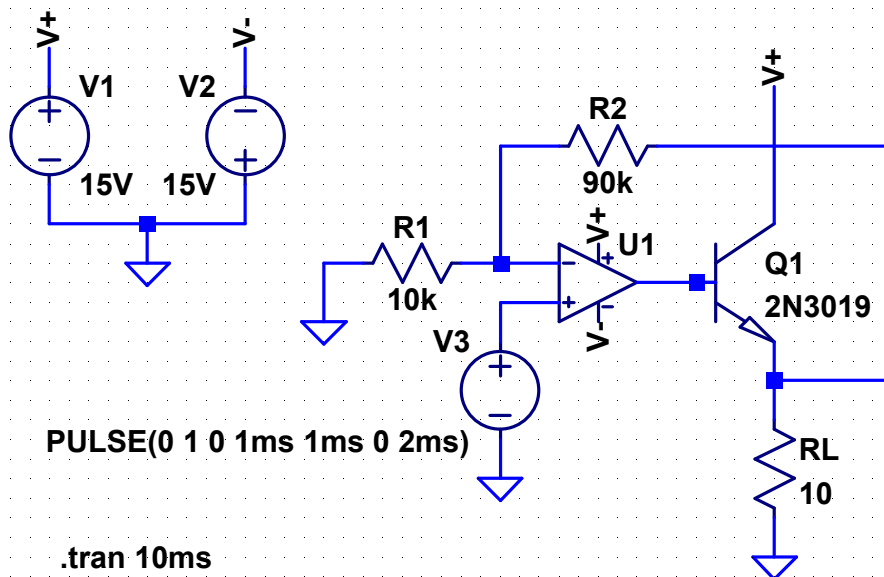 V+
V-
V1
V2
15V
15V
V+
R2
90k
R1
10k
V+
U1
V-
Q1
2N3019
V3
PULSE(0 1 0 1ms 1ms 0 2ms)
RL
10
.tran 10ms